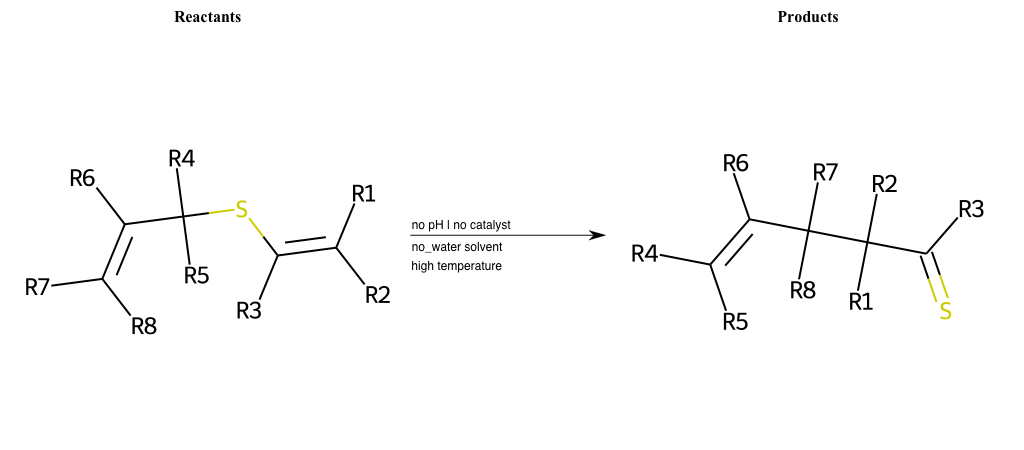 Reactants
Products
R4
R6
S
R1
R7
R5
R3
R2
R8
no pH | no catalyst
no_water solvent
high temperature
R6
R7
R2
R3
R4
R8
R1
S
R5